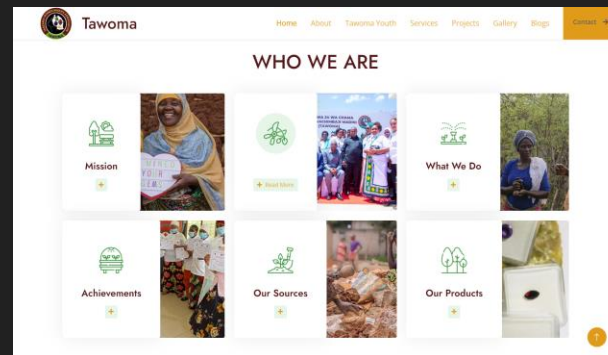 Tawoma
Home About Tawoma Youth Services Projects Gallery Blogs Contact →
WHO WE ARE
Mission
+
+ Read More
What We Do
+
Achievements
+
Our Sources
+
Our Products
+